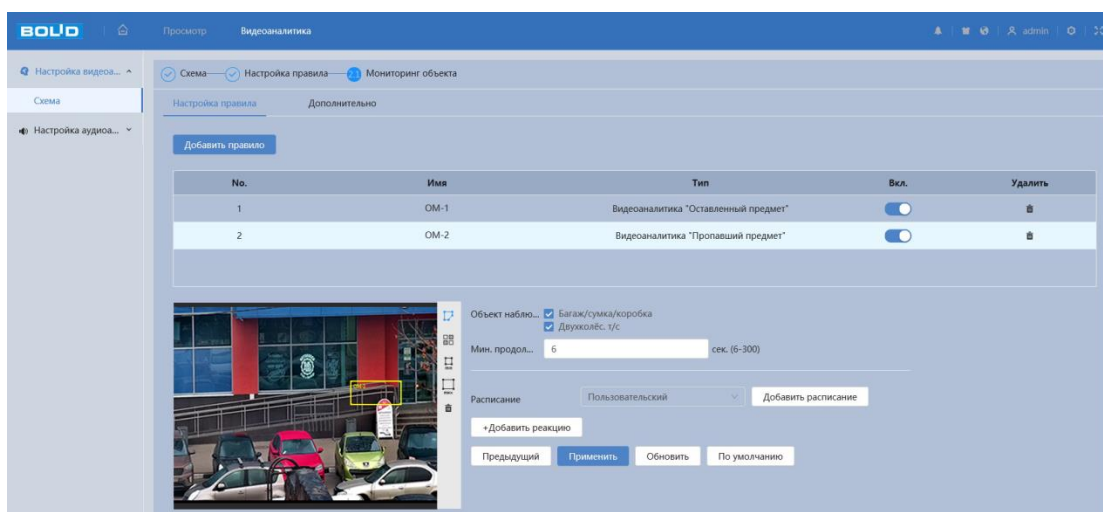 BOLID Просмотр Видеоаналитика admin
Настройка видеоа... Схема Настройка правила 2.1 Мониторинг объекта
Схема Настройка правила Дополнительно
Настройка аудиоа...
Добавить правило
No. Имя Тип Вкл. Удалить
1 OM-1 Видеоаналитика "Оставленный предмет"
2 OM-2 Видеоаналитика "Пропавший предмет"
Объект наблю... Багаж/сумка/коробка
Двухколёс. т/с
Мин. продол... 6 сек. (6-300)
Расписание Пользовательский Добавить расписание
+Добавить реакцию
Предыдущий Применить Обновить По умолчанию